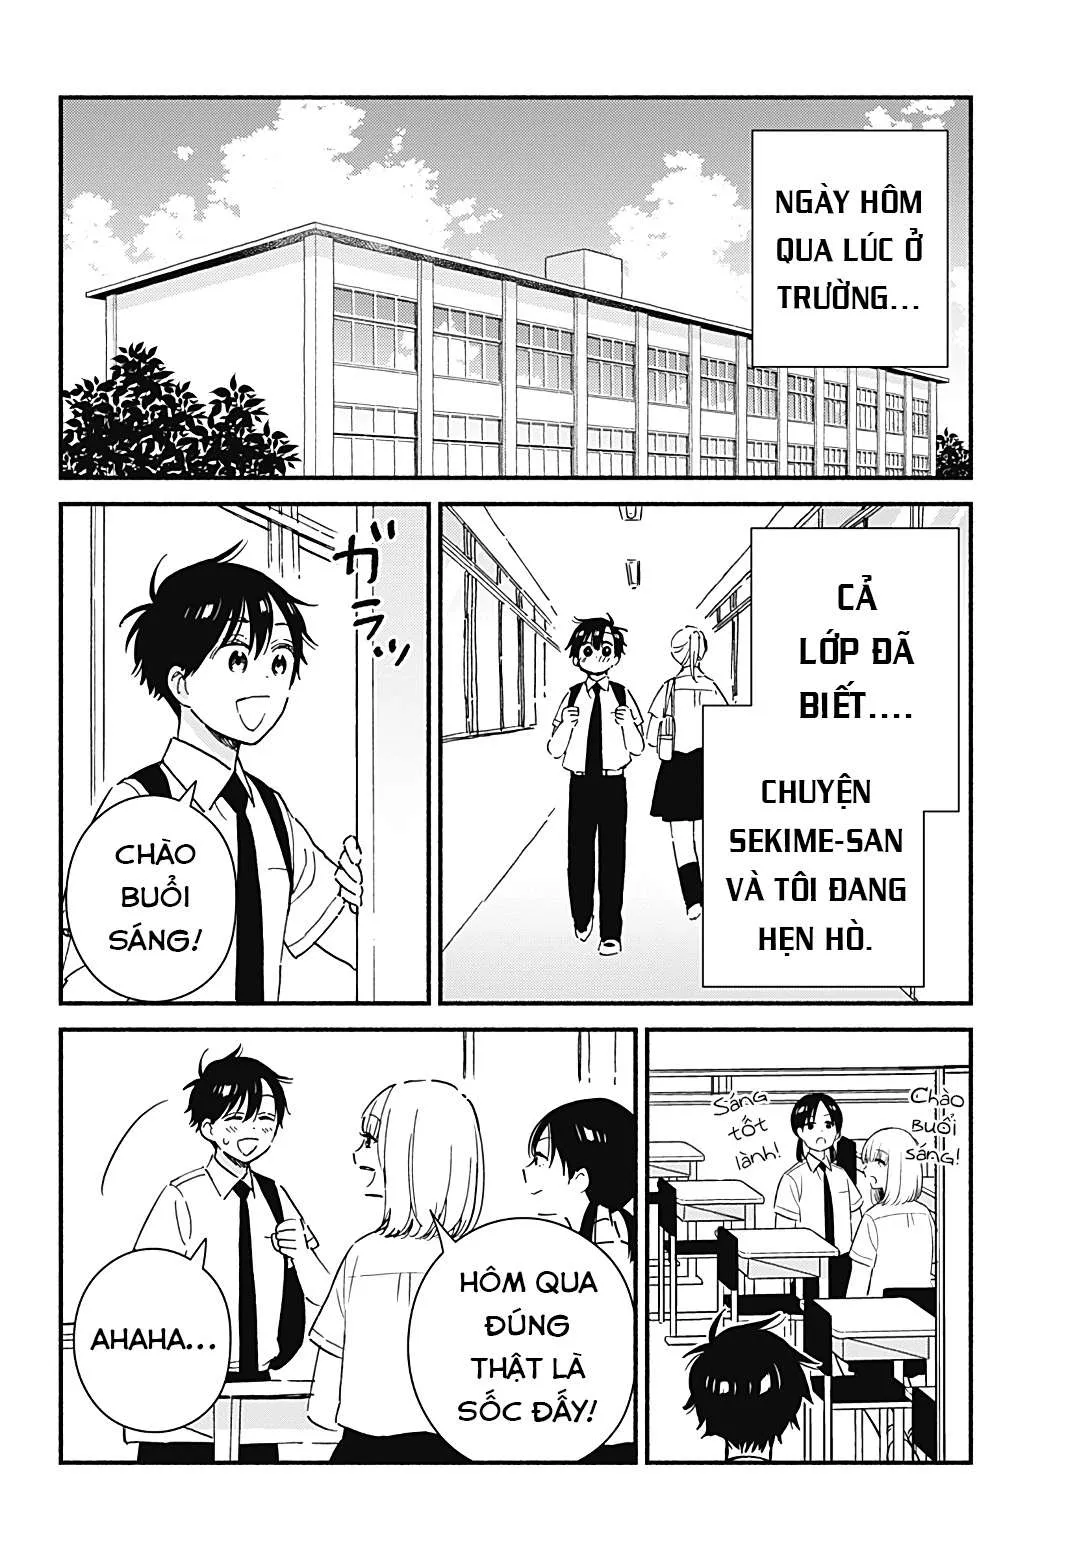 NGÀY HÔM
QUA LÚC Ở
TRƯỜNG...
CẢ
LỚP ĐÃ
BIẾT....
CHUYỆN
SEKIME-SAN
VÀ TÔI ĐANG
HẸN HÒ.
ガラッ
CHÀO
BUỔI
SÁNG!
Chào
Buổi
Sáng!
Sáng
tốt
lành!
HÔM QUA
ĐÚNG
THẬT LÀ
SỐC ĐẤY!
AHAHA...